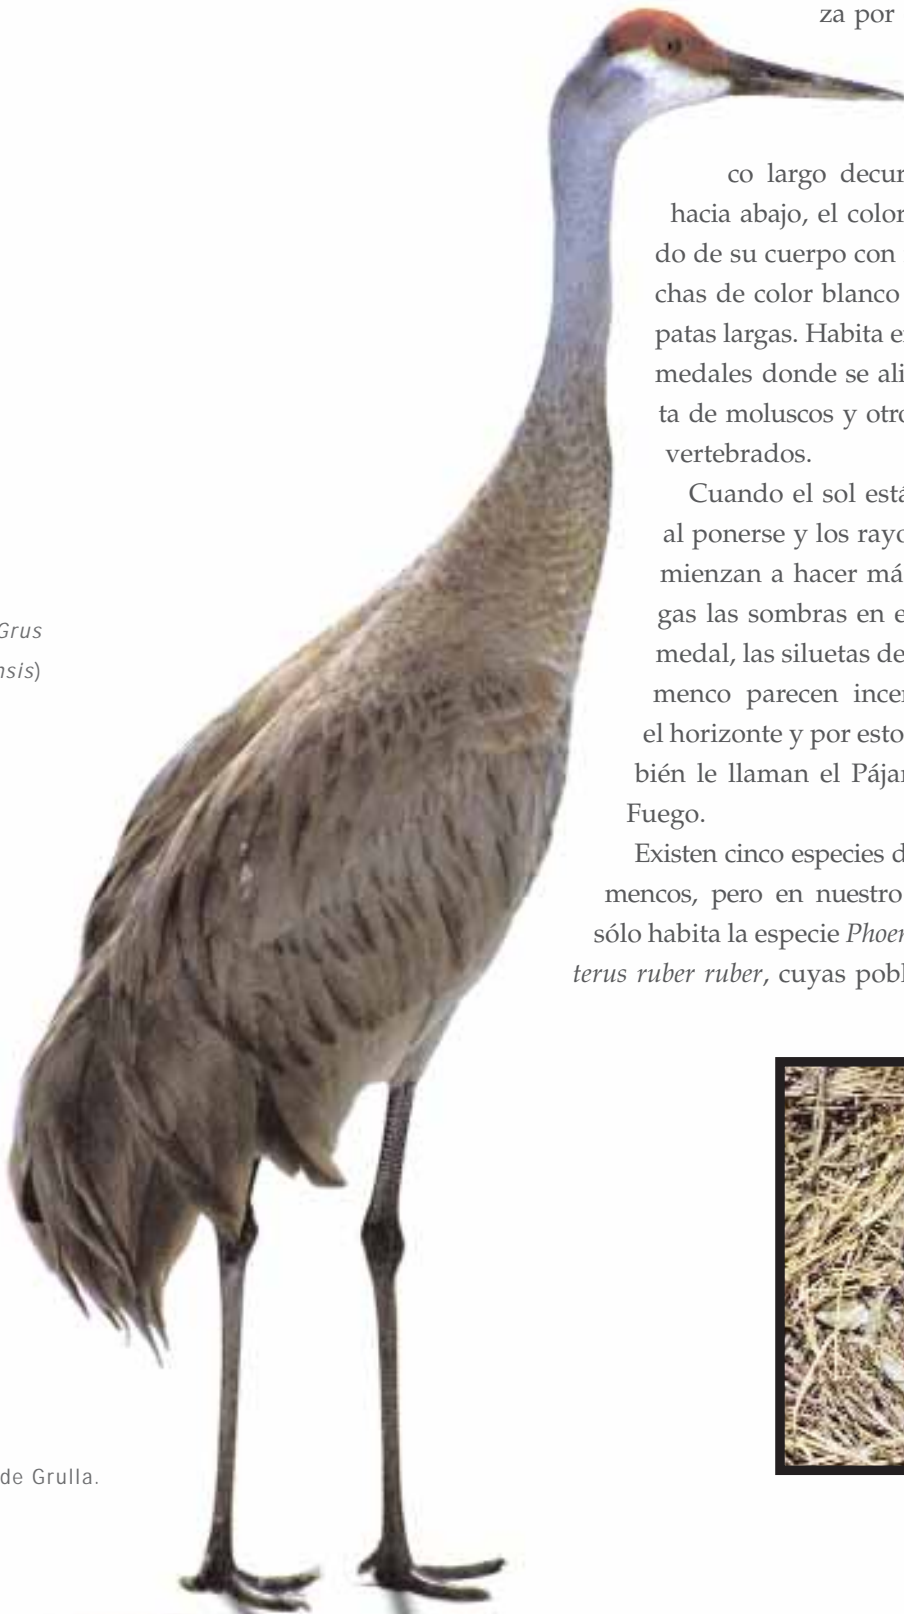 za por
co largo decur
hacia abajo, el color
do de su cuerpo con
chas de color blanco
patas largas. Habita en
medales donde se ali
ta de moluscos y otro
vertebrados.
Cuando el sol está
al ponerse y los rayo
mienzan a hacer má
gas las sombras en e
medal, las siluetas de
menco parecen incer
el horizonte y por esto
bién le llaman el Pájar
Fuego.
Existen cinco especies d
mencos, pero en nuestro
sólo habita la especie Phoen
terus ruber ruber, cuyas pobl
Grus
nsis)
de Grulla.